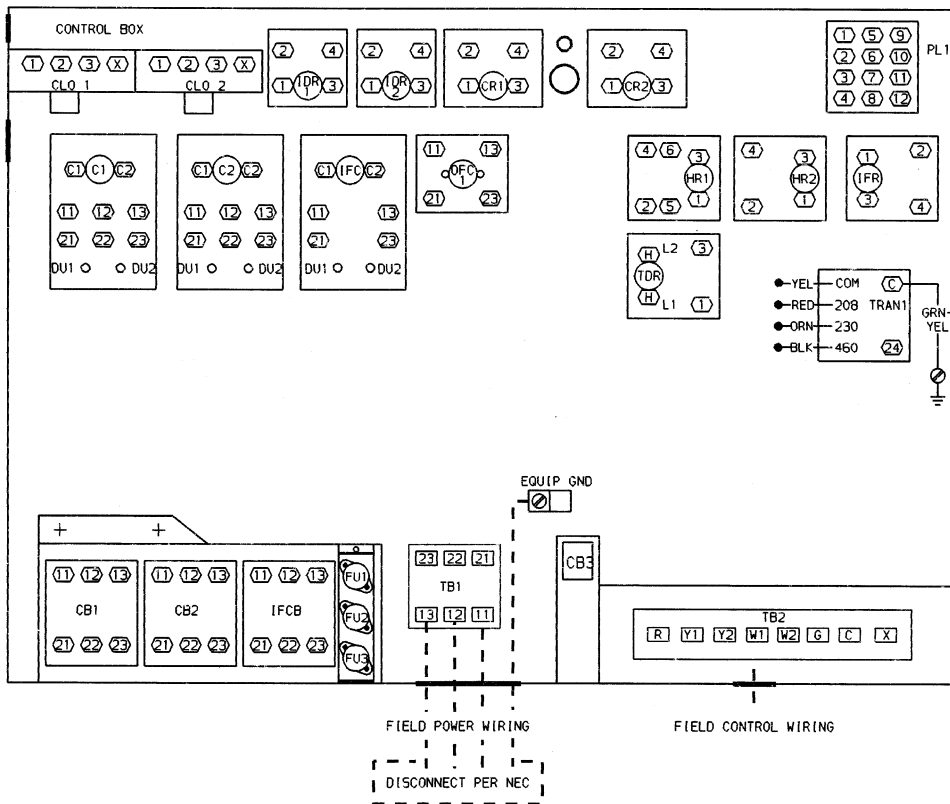 CONTROL BOX
1 2 3 X
CLO 1
1 2 3 X
CLO 2
2 4
1 IDR 1 3
2 4
1 IDR 2 3
2 4
1 CR1 3
2 4
1 CR2 3
1 5 9
2 6 10
3 7 11
4 8 12
PL1
C1 C1 C2
11 12 13
21 22 23
DU1 DU2
C1 C2 C2
11 12 13
21 22 23
DU1 DU2
C1 IFC C2
11 13
21 23
DU1 DU2
11 13
OFC 1
21 23
4 6 3
HR1
2 5 1
4 3
HR2
2 1
1 2
IFR
3 4
H L2 3
TDR
H L1 1
YEL COM C
RED 208 TRAN1
ORN 230
BLK 460 24
GRN-
YEL
EQUIP GND
11 12 13
CB1
21 22 23
11 12 13
CB2
21 22 23
11 12 13
IFCB
21 22 23
FU1
FU2
FU3
23 22 21
TB1
13 12 11
CB3
TB2
R Y1 Y2 W1 W2 G C X
FIELD POWER WIRING
FIELD CONTROL WIRING
DISCONNECT PER NEC